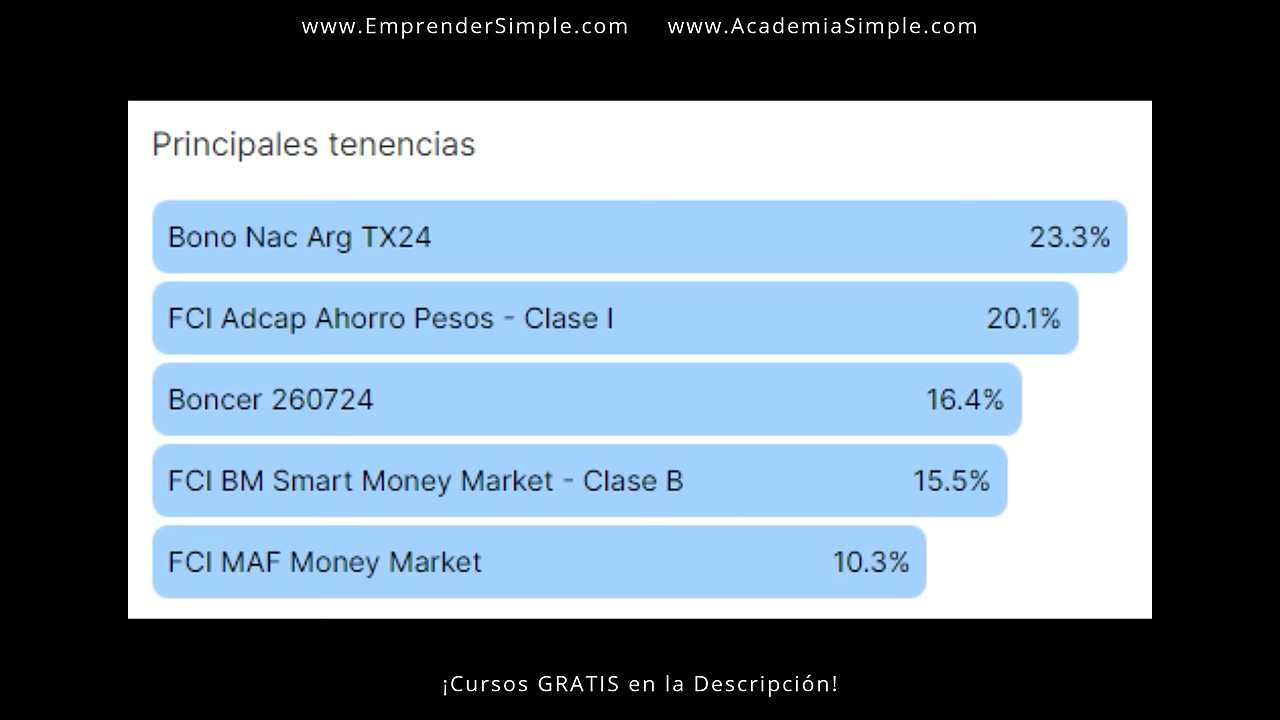 www.EmprenderSimple.com www.AcademiaSimple.com
Principales tenencias
Bono Nac Arg TX24 23.3%
FCI Adcap Ahorro Pesos - Clase I 20.1%
Boncer 260724 16.4%
FCI BM Smart Money Market - Clase B 15.5%
FCI MAF Money Market 10.3%
¡Cursos GRATIS en la Descripción!